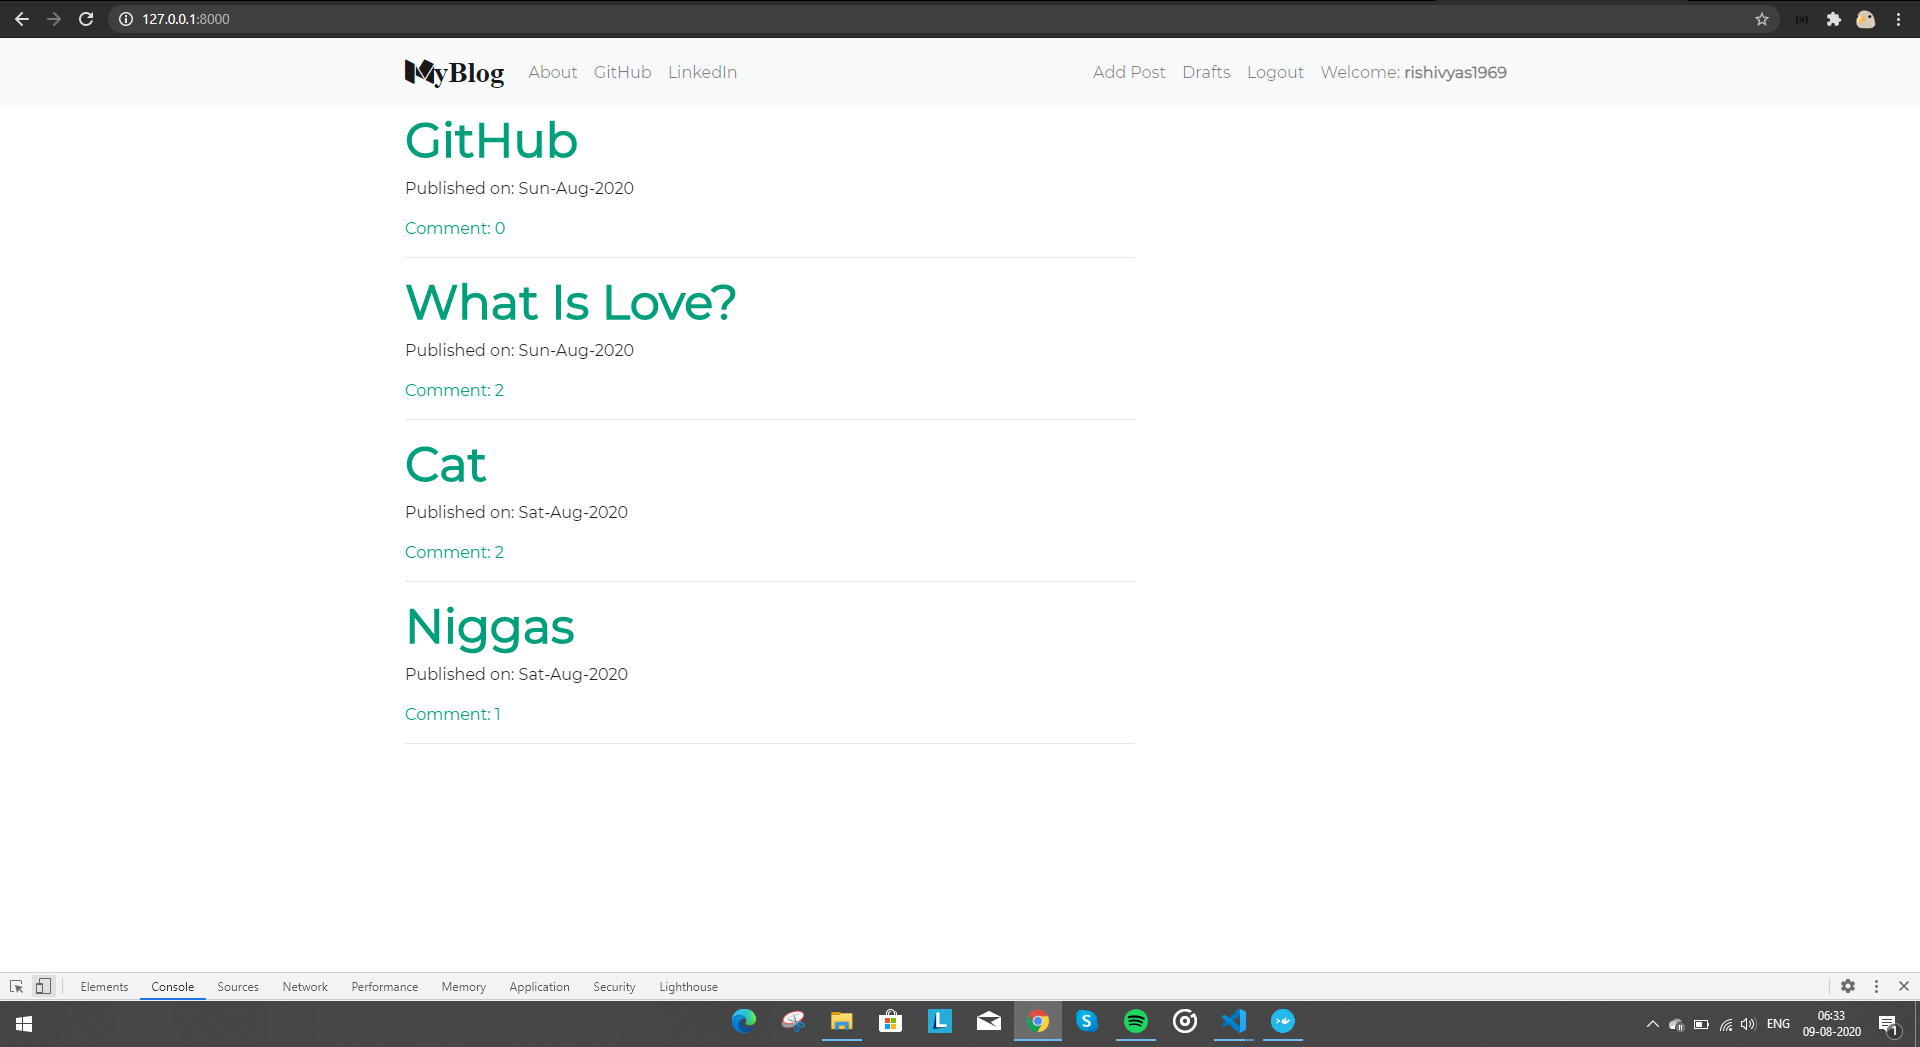 127.0.0.1:8000
MyBlog About GitHub LinkedIn Add Post Drafts Logout Welcome: rishivyas1969
GitHub
Published on: Sun-Aug-2020
Comment: 0
What Is Love?
Published on: Sun-Aug-2020
Comment: 2
Cat
Published on: Sat-Aug-2020
Comment: 2
Niggas
Published on: Sat-Aug-2020
Comment: 1
Elements Console Sources Network Performance Memory Application Security Lighthouse
L S ENG 06:33
09-08-2020 1